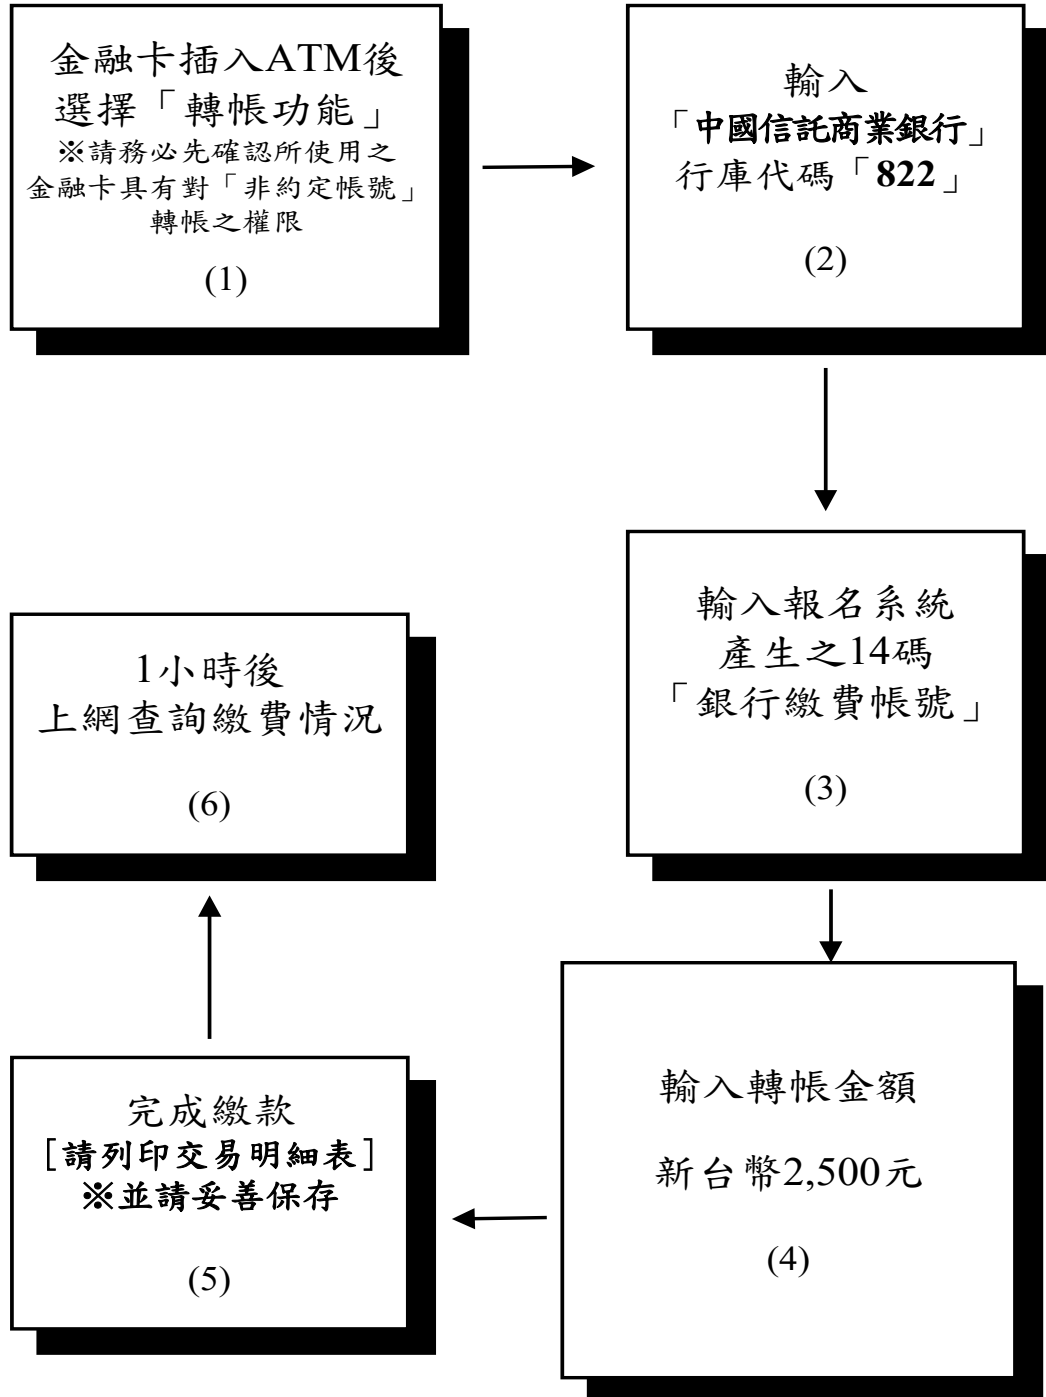 金融卡插入ATM後
選擇「轉帳功能」
※請務必先確認所使用之
金融卡具有對「非約定帳號」
轉帳之權限
(1)
輸入
「中國信託商業銀行」
行庫代碼「822」
(2)
輸入報名系統
產生之14碼
「銀行繳費帳號」
(3)
輸入轉帳金額
新台幣2,500元
(4)
完成繳款
[請列印交易明細表]
※並請妥善保存
(5)
1小時後
上網查詢繳費情況
(6)